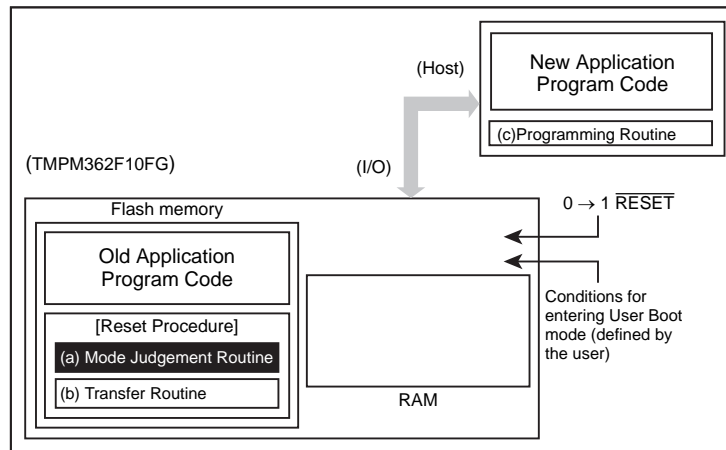 New Application
Program Code
(c)Programming Routine
(Host)
(I/O)
(TMPM362F10FG)
Flash memory
Old Application
Program Code
[Reset Procedure]
(a) Mode Judgement Routine
(b) Transfer Routine
RAM
0 → 1 RESET
Conditions for
entering User Boot
mode (defined by
the user)